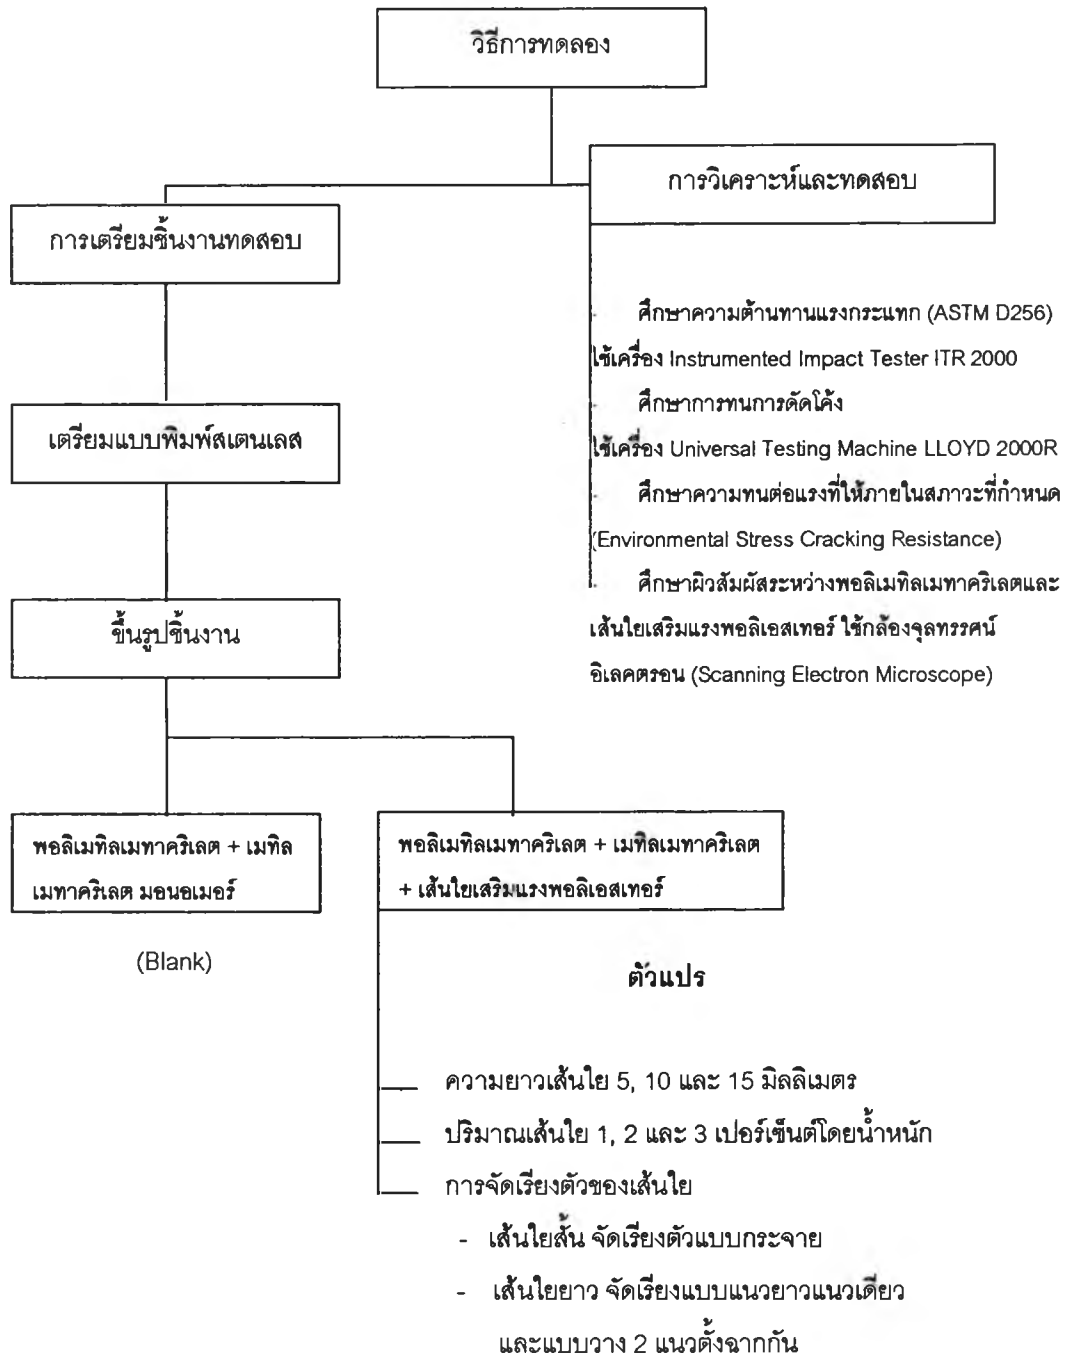 วิธีการทดลอง
การวิเคราะห์และทดสอบ
การเตรียมชิ้นงานทดสอบ
- ศึกษาความต้านทานแรงกระแทก (ASTM D256)
ใช้เครื่อง Instrumented Impact Tester ITR 2000
- ศึกษาการทนการดัดโค้ง
ใช้เครื่อง Universal Testing Machine LLOYD 2000R
- ศึกษาความทนต่อแรงที่ให้ภายในสภาวะที่กำหนด
(Environmental Stress Cracking Resistance)
- ศึกษาผิวสัมผัสระหว่างพอลิเมทิลเมทาคริเลตและ
เส้นใยเสริมแรงพอลิเอสเทอร์ ใช้กล้องจุลทรรศน์
อิเลคตรอน (Scanning Electron Microscope)
เตรียมแบบพิมพ์สเตนเลส
ขึ้นรูปชิ้นงาน
พอลิเมทิลเมทาคริเลต + เมทิล
เมทาคริเลต มอนอเมอร์
(Blank)
พอลิเมทิลเมทาคริเลต + เมทิลเมทาคริเลต
+ เส้นใยเสริมแรงพอลิเอสเทอร์
ตัวแปร
ความยาวเส้นใย 5, 10 และ 15 มิลลิเมตร
ปริมาณเส้นใย 1, 2 และ 3 เปอร์เซ็นต์โดยน้ำหนัก
การจัดเรียงตัวของเส้นใย
- เส้นใยสั้น จัดเรียงตัวแบบกระจาย
- เส้นใยยาว จัดเรียงแบบแนวยาวแนวเดียว
และแบบวาง 2 แนวตั้งฉากกัน